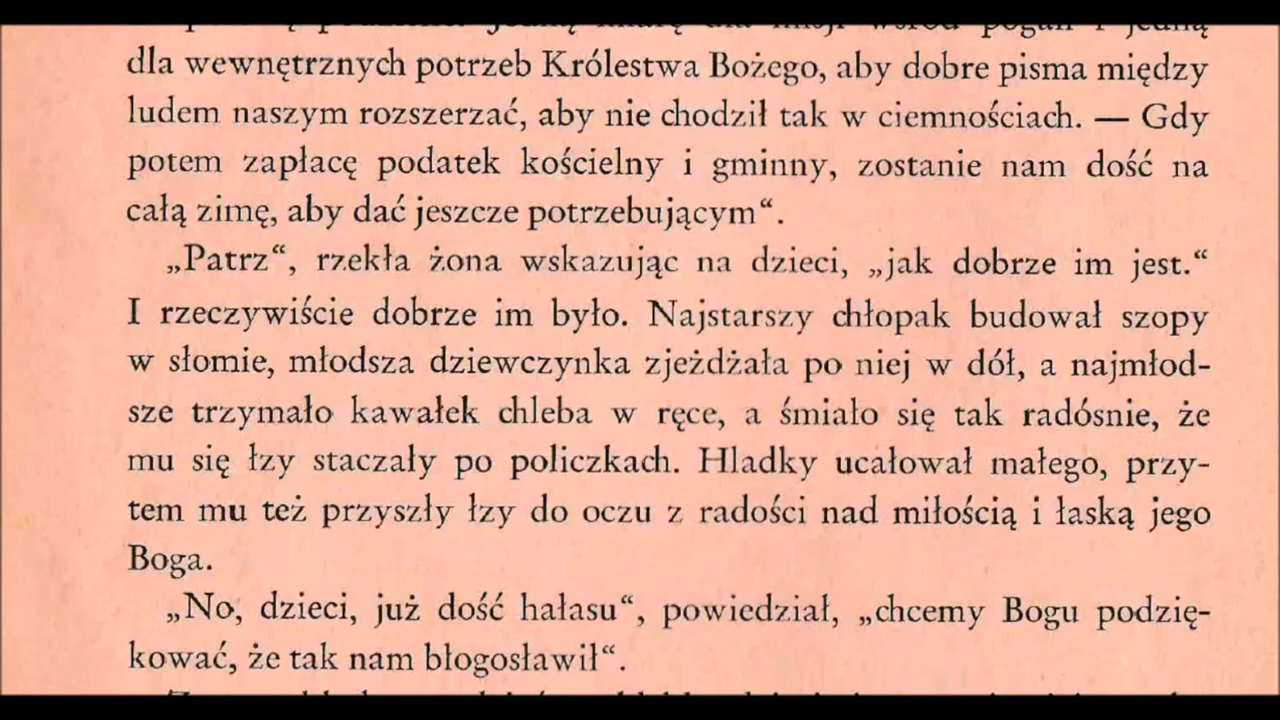 dla wewnętrznych potrzeb Królestwa Bożego, aby dobre pisma między
ludem naszym rozszerzać, aby nie chodził tak w ciemnościach. — Gdy
potem zapłacę podatek kościelny i gminny, zostanie nam dość na
całą zimę, aby dać jeszcze potrzebującym“.
„Patrz“, rzekła żona wskazując na dzieci, „jak dobrze im jest.“
I rzeczywiście dobrze im było. Najstarszy chłopak budował szopy
w słomie, młodsza dziewczynka zjeżdżała po niej w dół, a najmłod-
sze trzymało kawałek chleba w ręce, a śmiało się tak radósnie, że
mu się łzy staczały po policzkach. Hladky ucałował małego, przy-
tem mu też przyszły łzy do oczu z radości nad miłością i łaską jego
Boga.
„No, dzieci, już dość hałasu“, powiedział, „chcemy Bogu podzię-
kować, że tak nam błogosławił“.